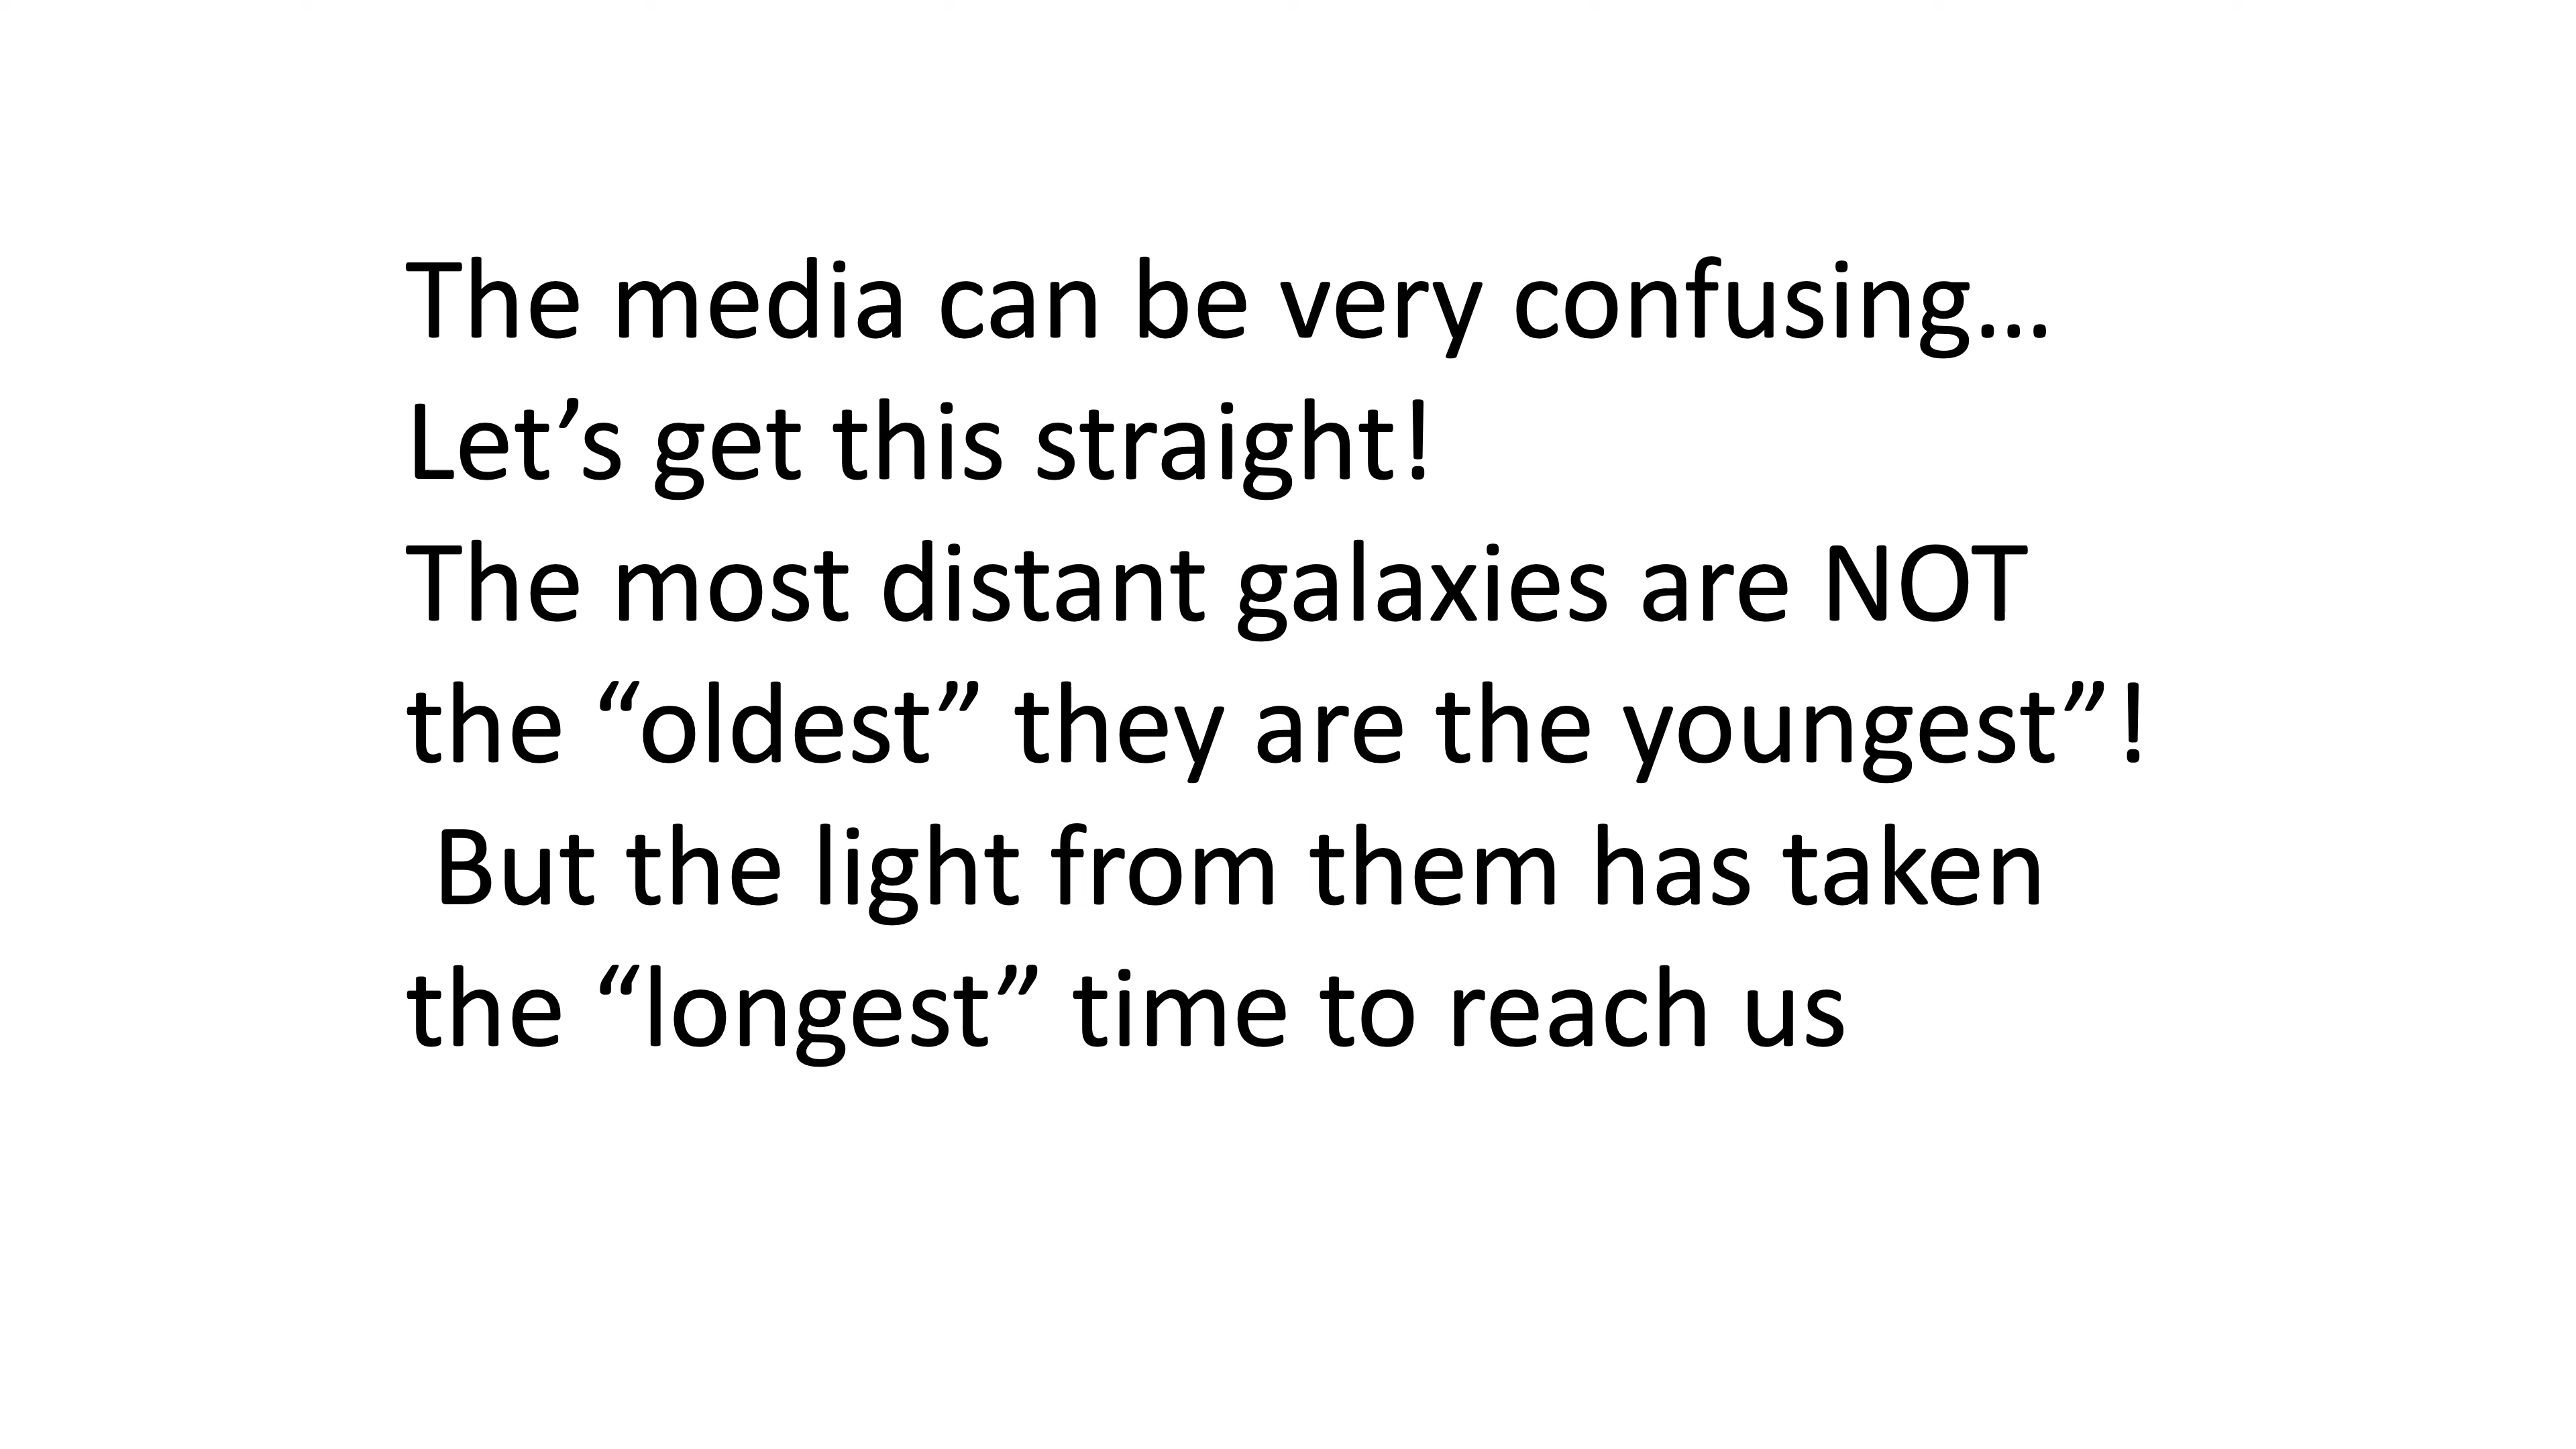 The media can be very confusing…
Let’s get this straight!
The most distant galaxies are NOT
the “oldest” they are the youngest”!
But the light from them has taken
the “longest” time to reach us